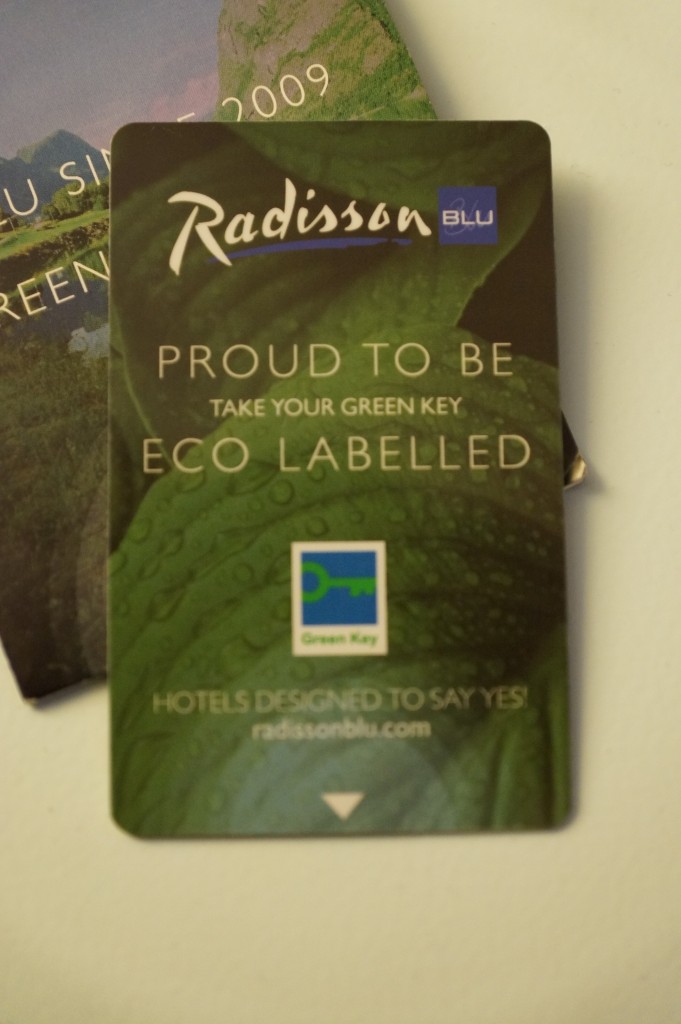 2009
REEN
Radisson BLU
PROUD TO BE
TAKE YOUR GREEN KEY
ECO LABELLED
Green Key
HOTELS DESIGNED TO SAY YES!
radissonblu.com